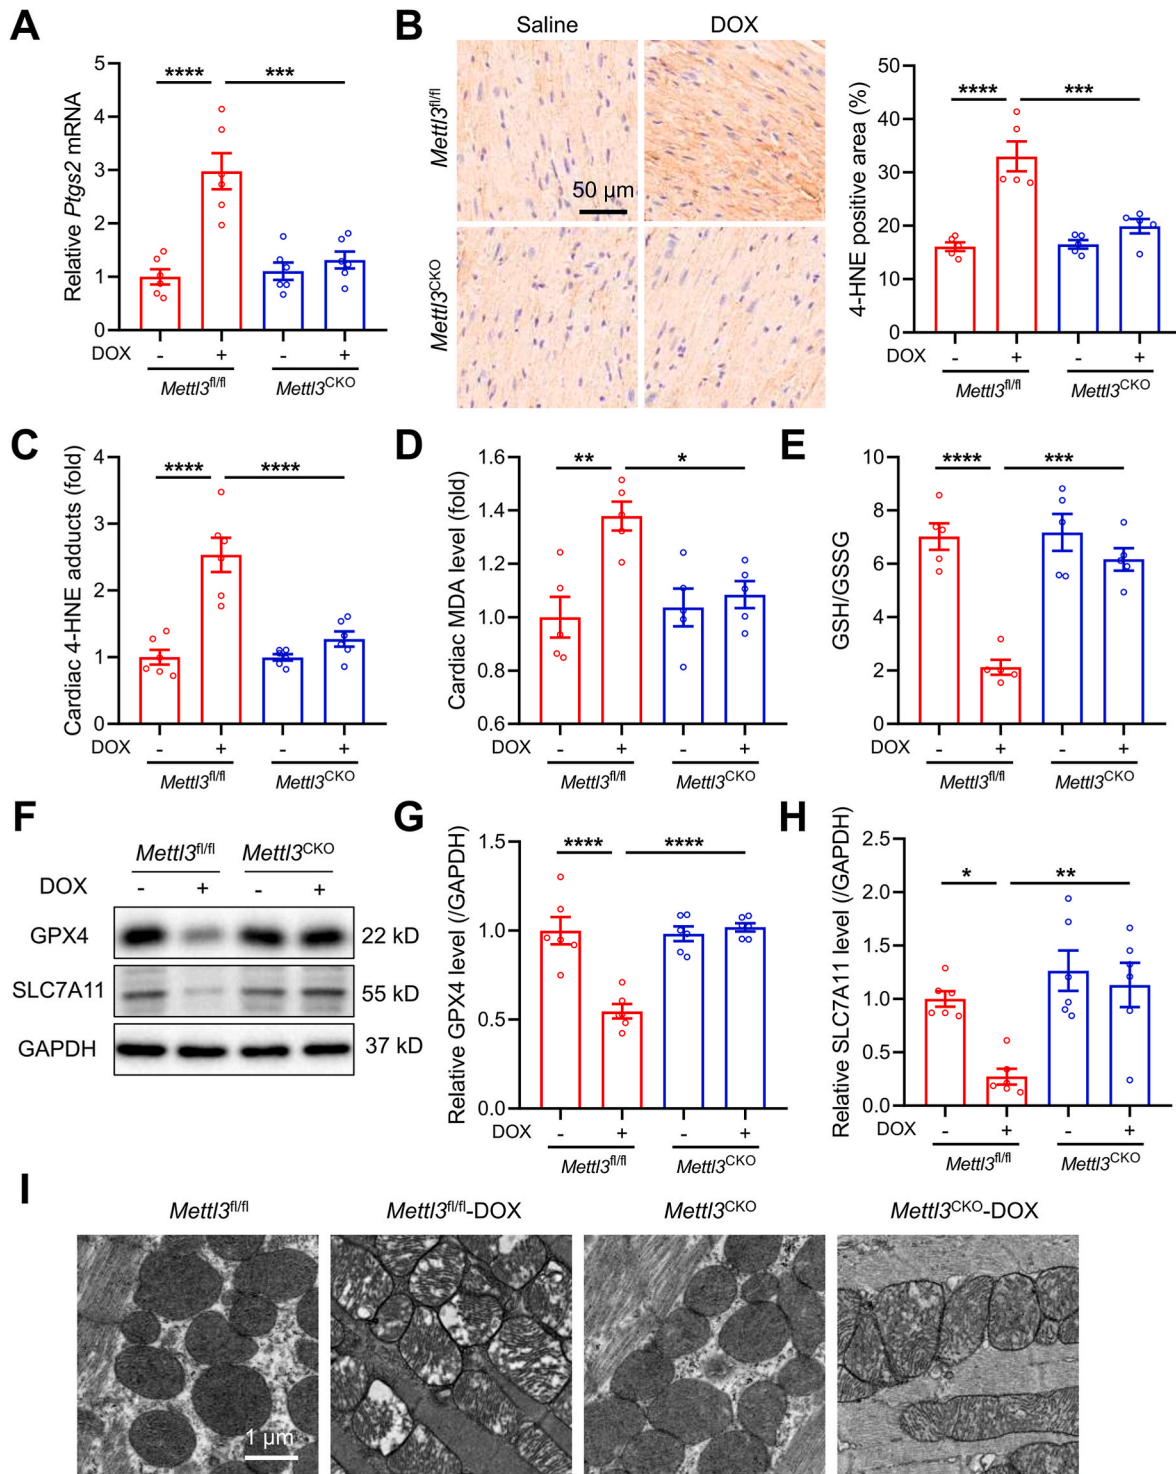 A
Relative Ptgs2 mRNA
5
4
3
2
1
0
**** ***
DOX - + - +
Mettl3fl/fl Mettl3CKO
B
Saline DOX
Mettl3fl/fl
Mettl3CKO
50 µm
4-HNE positive area (%)
50
40
30
20
10
0
**** ***
DOX - + - +
Mettl3fl/fl Mettl3CKO
C
Cardiac 4-HNE adducts (fold)
4
3
2
1
0
**** ****
DOX - + - +
Mettl3fl/fl Mettl3CKO
D
Cardiac MDA level (fold)
1.6
1.4
1.2
1.0
0.8
0.6
** *
DOX - + - +
Mettl3fl/fl Mettl3CKO
E
GSH/GSSG
10
8
6
4
2
0
**** ***
DOX - + - +
Mettl3fl/fl Mettl3CKO
F
Mettl3fl/fl Mettl3CKO
DOX - + - +
GPX4 22 kD
SLC7A11 55 kD
GAPDH 37 kD
G
Relative GPX4 level (/GAPDH)
1.5
1.0
0.5
0.0
**** ****
DOX - + - +
Mettl3fl/fl Mettl3CKO
H
Relative SLC7A11 level (/GAPDH)
2.5
2.0
1.5
1.0
0.5
0.0
* **
DOX - + - +
Mettl3fl/fl Mettl3CKO
I
Mettl3fl/fl Mettl3fl/fl-DOX Mettl3CKO Mettl3CKO-DOX
1 µm